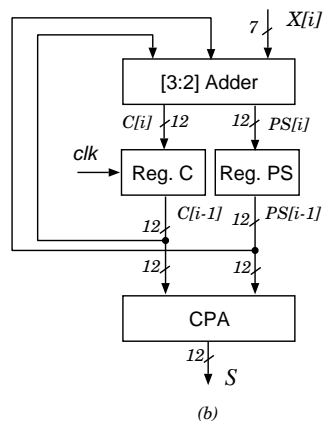 7 X[i]
[3:2] Adder
C[i] 12 12 PS[i]
clk
Reg. C Reg. PS
12 C[i-1] 12 PS[i-1]
12 12
CPA
12
S
(b)